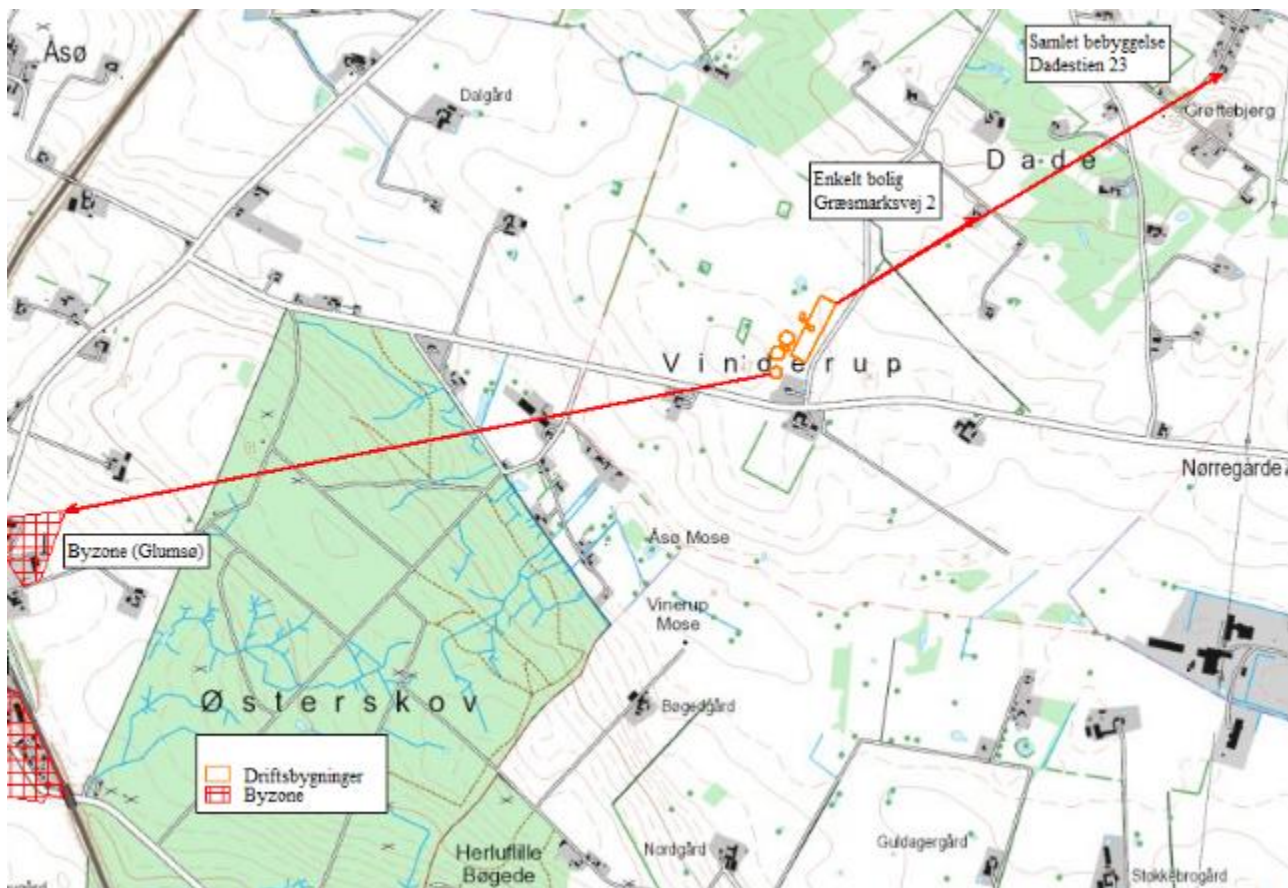 Åsø
Samlet bebyggelse
Dadestien 23
Dalgård
Grøftebjerg
Dade
Enkelt bolig
Græsmarksvej 2
Vinderup
Nørregårde
Byzone (Glumsø)
Åsø Mose
Vinerup
Mose
Østerskov
Bøgedgård
Driftsbygninger
Byzone
Herluflille
Bøgede
Nordgård
Guldagergård
Stokkebrogård